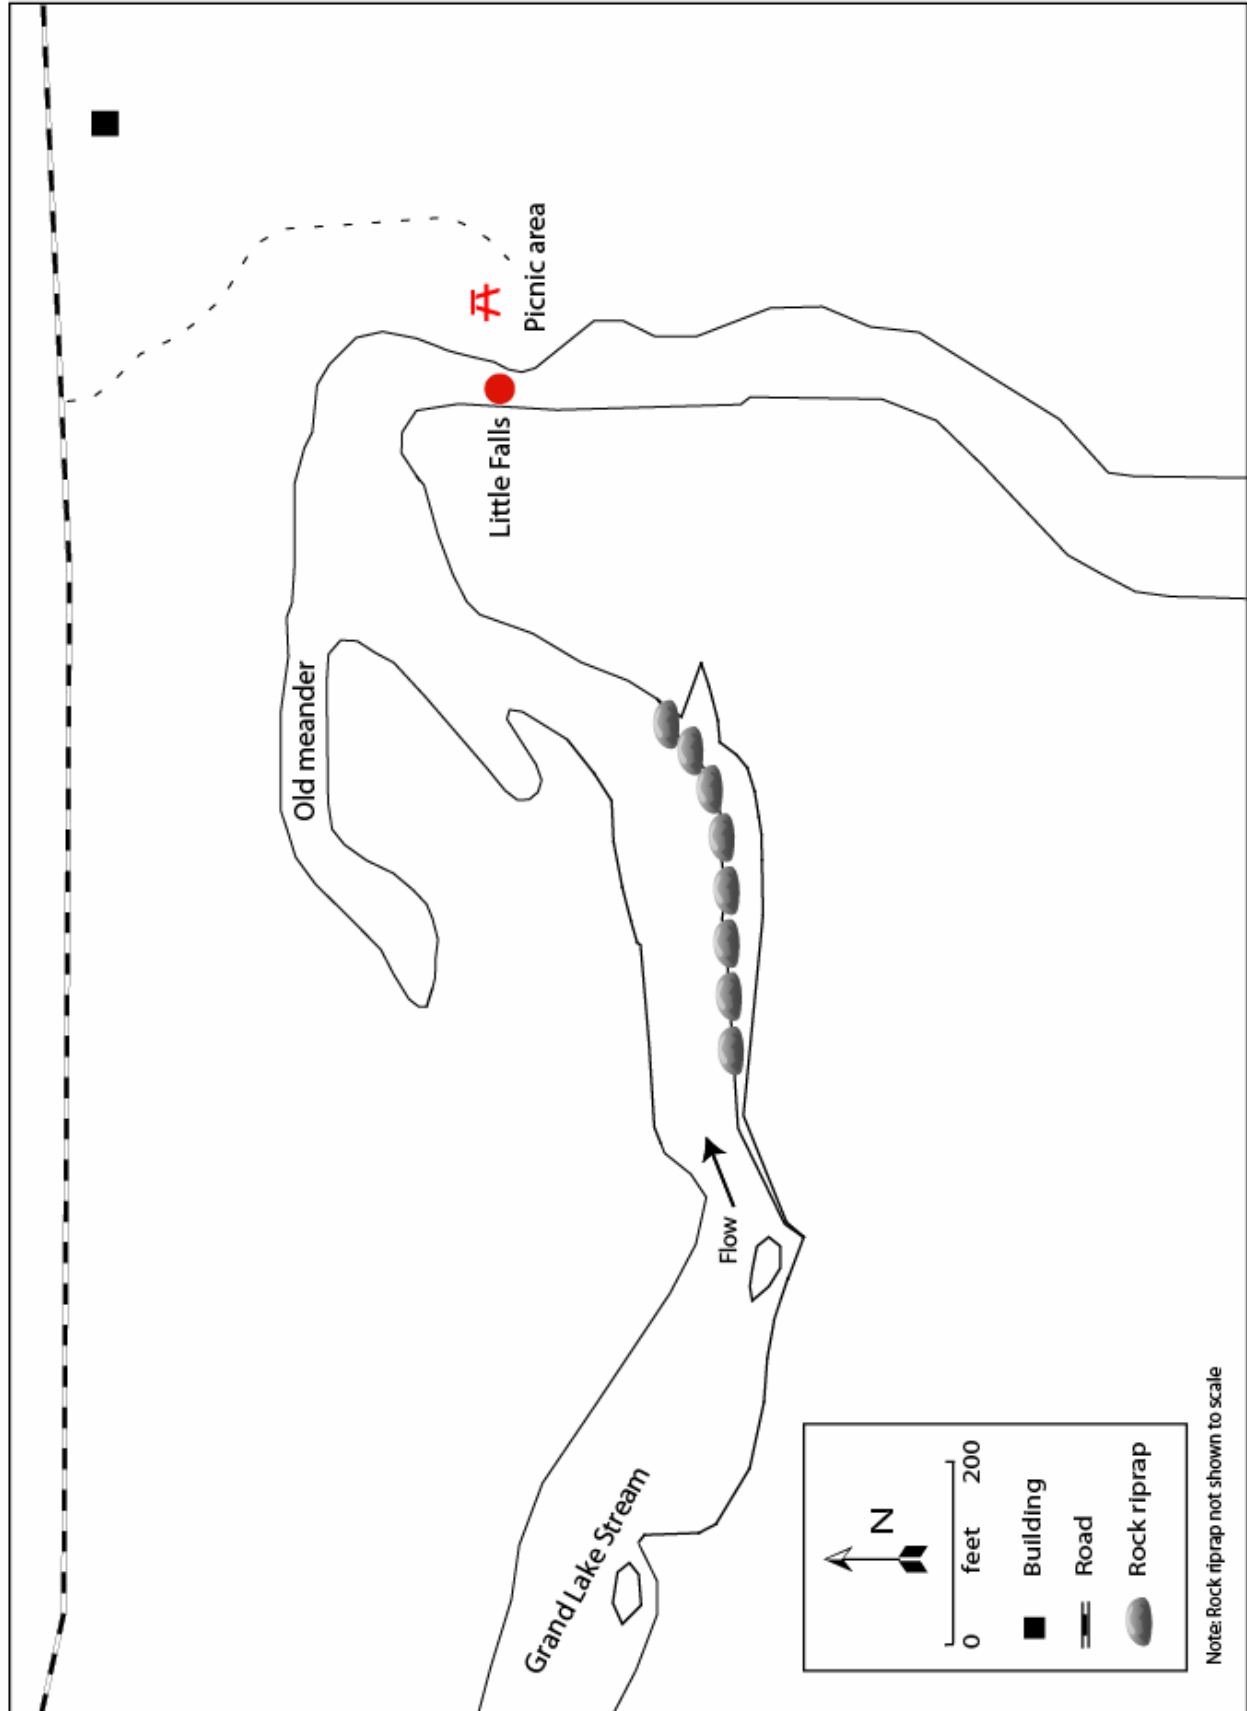 Old meander
Picnic area
Little Falls
Flow
Grand Lake Stream
N
0 feet 200
Building
Road
Rock riprap
Note: Rock riprap not shown to scale